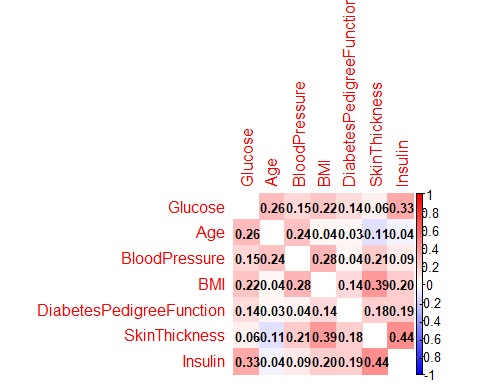 Glucose
Age
BloodPressure
BMI
DiabetesPedigreeFunction
SkinThickness
Insulin
Glucose 0.26 0.15 0.22 0.14 0.06 0.33
Age 0.26 0.24 0.04 0.03 0.11 0.04
BloodPressure 0.15 0.24 0.28 0.04 0.21 0.09
BMI 0.22 0.04 0.28 0.14 0.39 0.20
DiabetesPedigreeFunction 0.14 0.03 0.04 0.14 0.18 0.19
SkinThickness 0.06 0.11 0.21 0.39 0.18 0.44
Insulin 0.33 0.04 0.09 0.20 0.19 0.44
1
0.8
0.6
0.4
0.2
0
-0.2
-0.4
-0.6
-0.8
-1